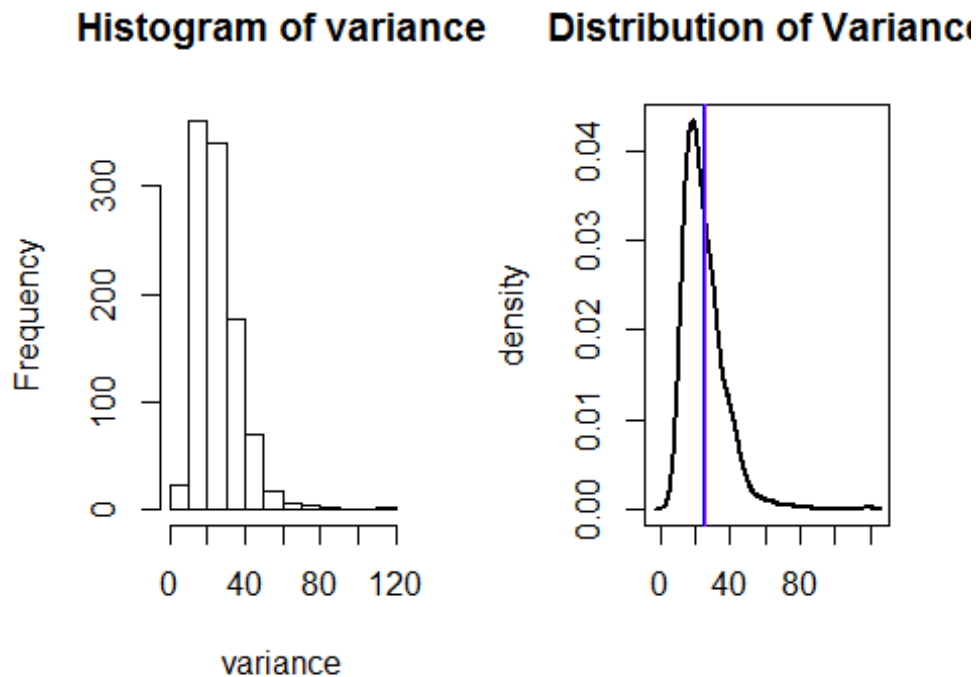 Histogram of variance
Frequency
0 100 200 300
0 40 80 120
variance
Distribution of Varianc
density
0.00 0.01 0.02 0.03 0.04
0 40 80